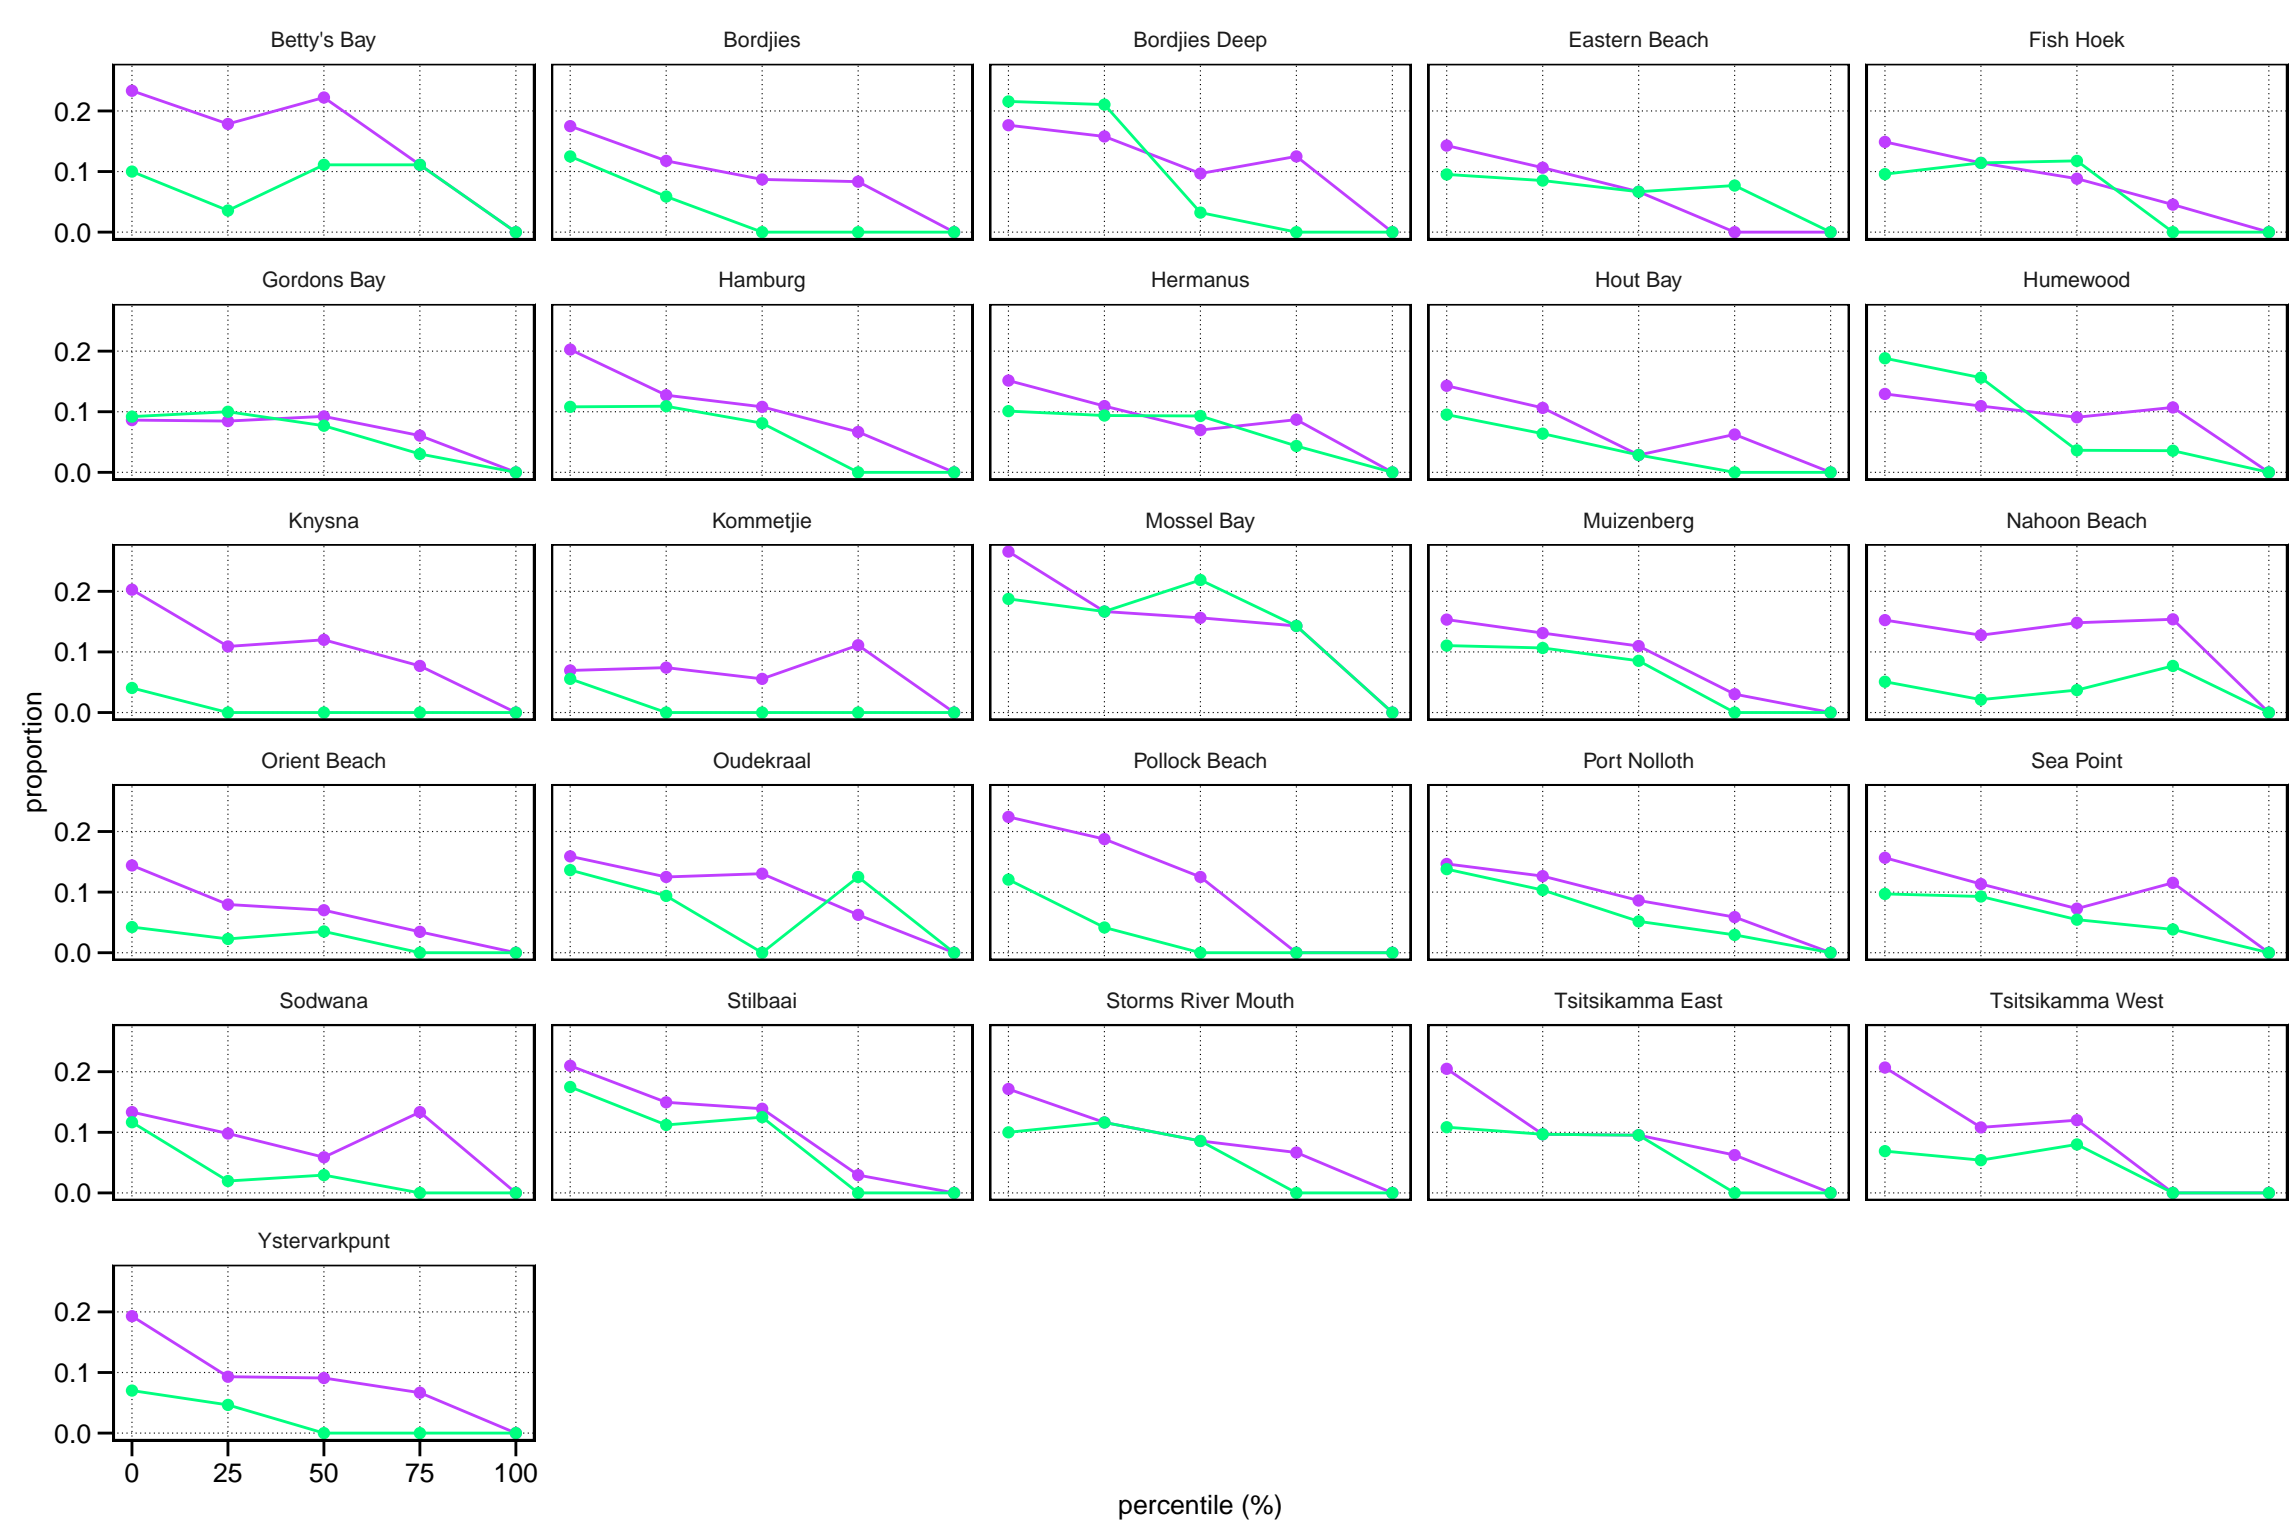 Betty's Bay Bordjies Bordjies Deep Eastern Beach Fish Hoek
0.2
0.1
0.0
Gordons Bay Hamburg Hermanus Hout Bay Humewood
0.2
0.1
0.0
Knysna Kommetjie Mossel Bay Muizenberg Nahoon Beach
0.2
0.1
0.0
proportion
Orient Beach Oudekraal Pollock Beach Port Nolloth Sea Point
0.2
0.1
0.0
Sodwana Stilbaai Storms River Mouth Tsitsikamma East Tsitsikamma West
0.2
0.1
0.0
Ystervarkpunt
0.2
0.1
0.0
0 25 50 75 100
percentile (%)